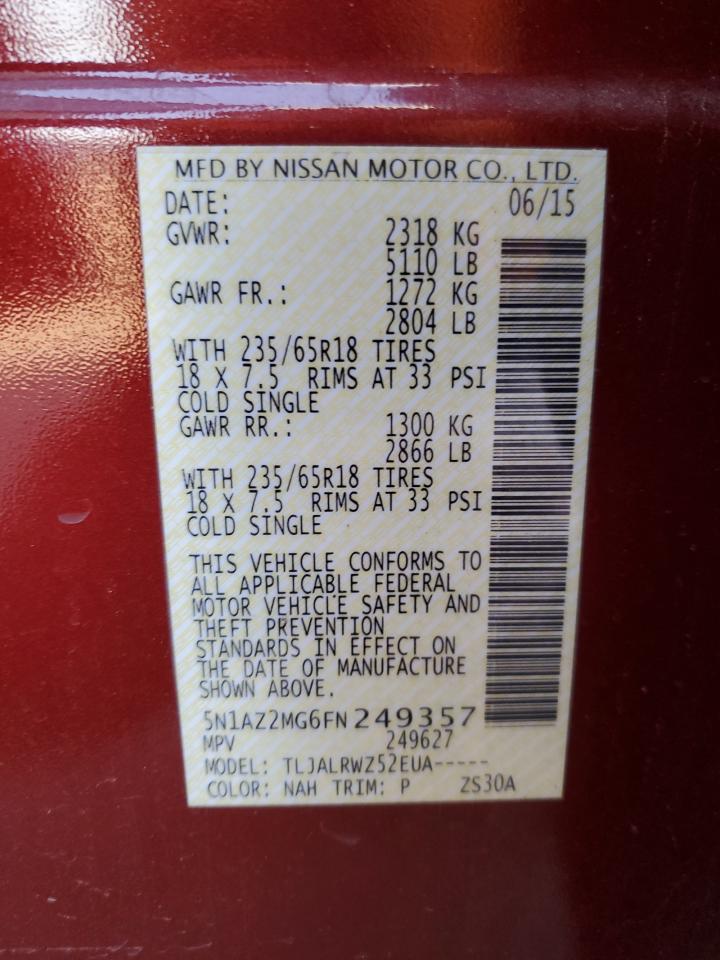 MFD BY NISSAN MOTOR CO., LTD.
DATE: 06/15
GVWR: 2318 KG
5110 LB
GAWR FR.: 1272 KG
2804 LB
WITH 235/65R18 TIRES
18 X 7.5 RIMS AT 33 PSI
COLD SINGLE
GAWR RR.: 1300 KG
2866 LB
WITH 235/65R18 TIRES
18 X 7.5 RIMS AT 33 PSI
COLD SINGLE
THIS VEHICLE CONFORMS TO
ALL APPLICABLE FEDERAL
MOTOR VEHICLE SAFETY AND
THEFT PREVENTION
STANDARDS IN EFFECT ON
THE DATE OF MANUFACTURE
SHOWN ABOVE.
5N1AZ2MG6FN249357
MPV 249627
MODEL: TLJALRWZ52EUA-----
COLOR: NAH TRIM: P ZS30A